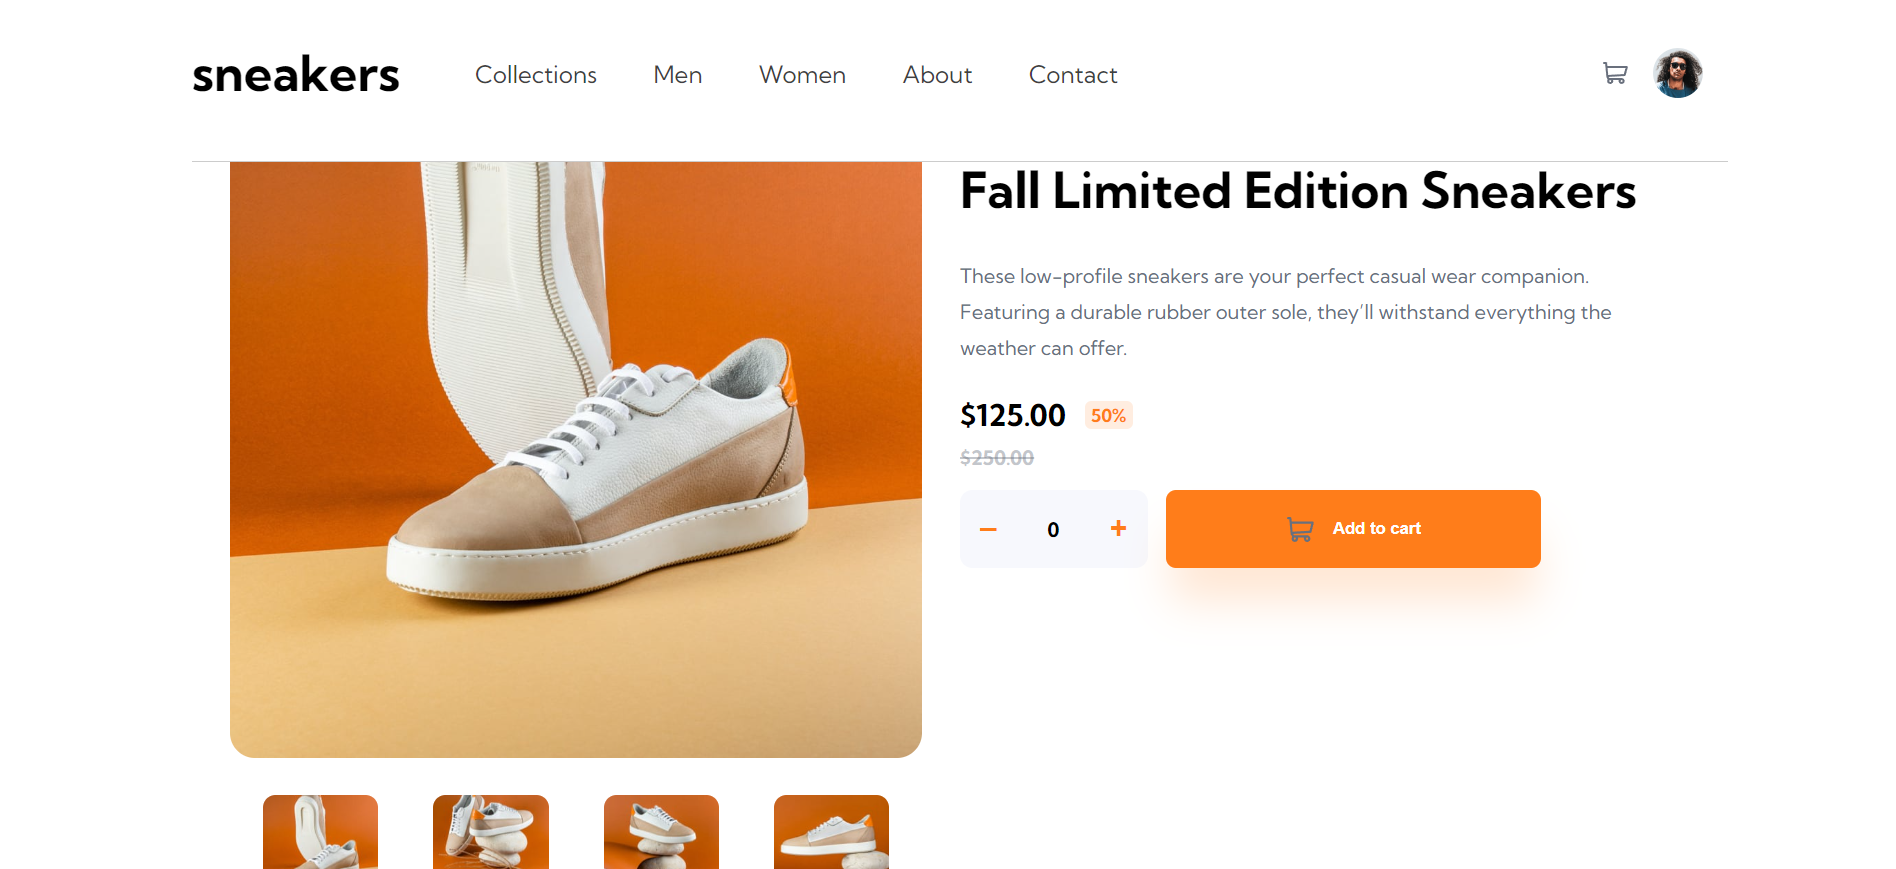 sneakers
Collections
Men
Women
About
Contact
Fall Limited Edition Sneakers
These low-profile sneakers are your perfect casual wear companion.
Featuring a durable rubber outer sole, they’ll withstand everything the
weather can offer.
$125.00 50%
$250.00
− 0 +
Add to cart